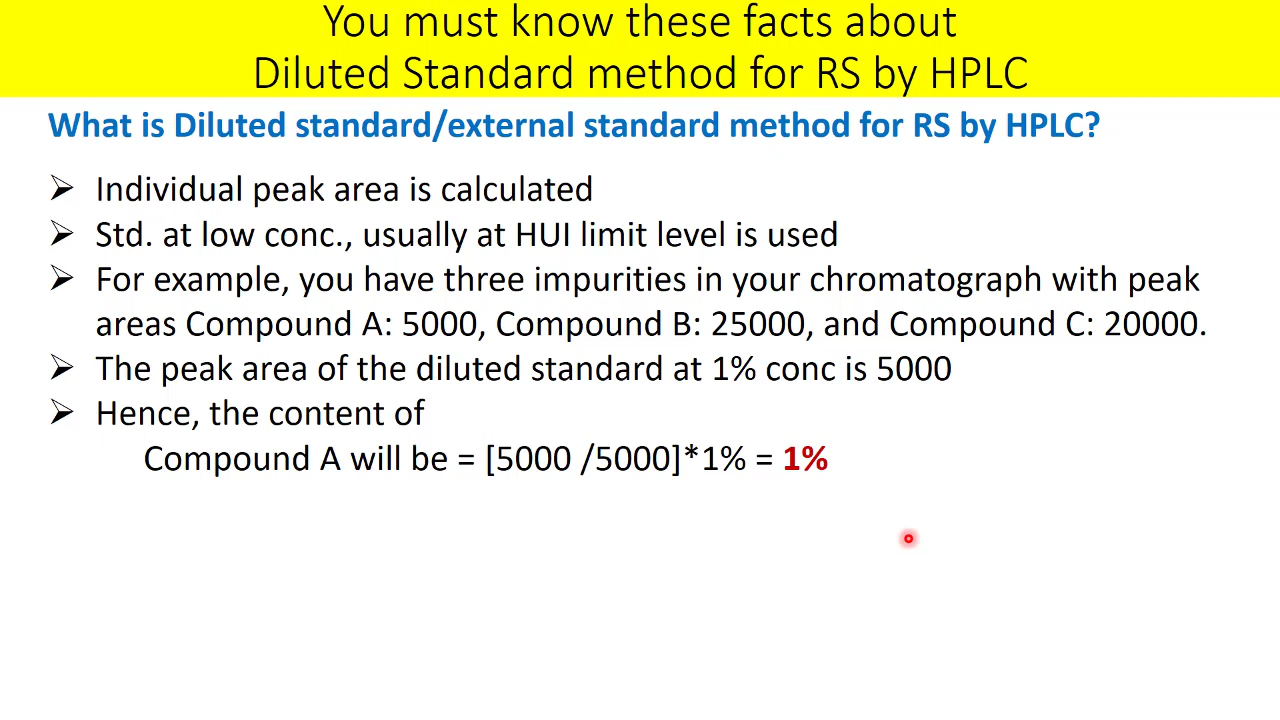 You must know these facts about
Diluted Standard method for RS by HPLC
What is Diluted standard/external standard method for RS by HPLC?
➢ Individual peak area is calculated
➢ Std. at low conc., usually at HUI limit level is used
➢ For example, you have three impurities in your chromatograph with peak
areas Compound A: 5000, Compound B: 25000, and Compound C: 20000.
➢ The peak area of the diluted standard at 1% conc is 5000
➢ Hence, the content of
Compound A will be = [5000 /5000]*1% = 1%